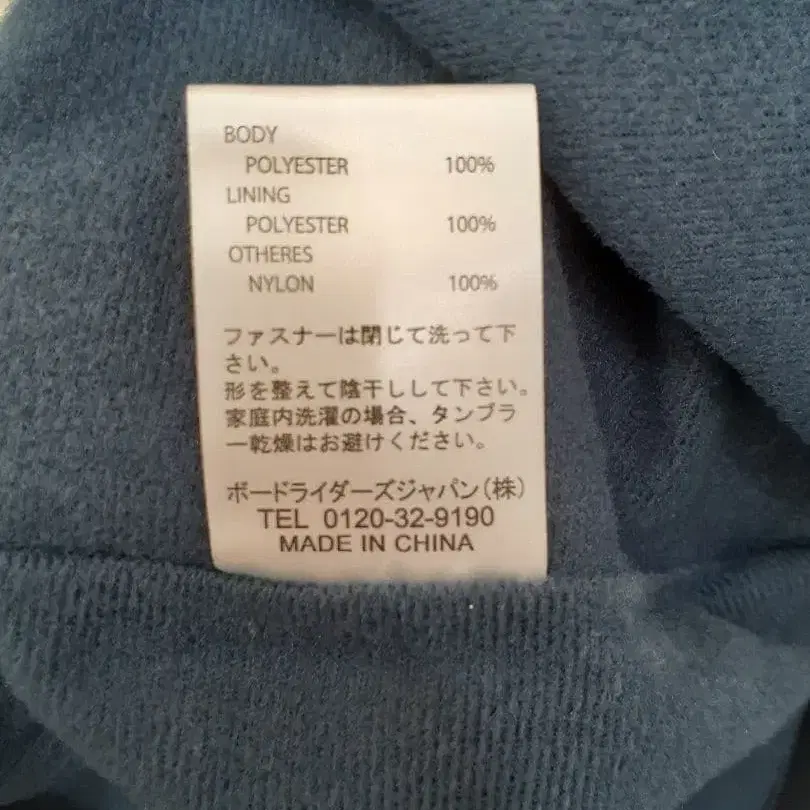 BODY
POLYESTER 100%
LINING
POLYESTER 100%
OTHERES
NYLON 100%
ファスナーは閉じて洗って下
さい。
形を整えて陰干しして下さい。
家庭内洗濯の場合、タンブラ
ー乾燥はお避けください。
ボードライダーズジャパン(株)
TEL 0120-32-9190
MADE IN CHINA